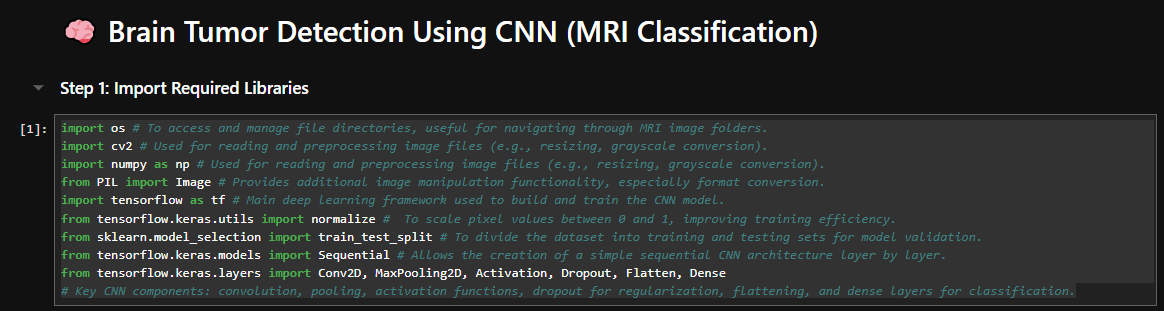 🧠 Brain Tumor Detection Using CNN (MRI Classification)
Step 1: Import Required Libraries
[1]:
import os # To access and manage file directories, useful for navigating through MRI image folders.
import cv2 # Used for reading and preprocessing image files (e.g., resizing, grayscale conversion).
import numpy as np # Used for reading and preprocessing image files (e.g., resizing, grayscale conversion).
from PIL import Image # Provides additional image manipulation functionality, especially format conversion.
import tensorflow as tf # Main deep learning framework used to build and train the CNN model.
from tensorflow.keras.utils import normalize #  To scale pixel values between 0 and 1, improving training efficiency.
from sklearn.model_selection import train_test_split # To divide the dataset into training and testing sets for model validation.
from tensorflow.keras.models import Sequential # Allows the creation of a simple sequential CNN architecture layer by layer.
from tensorflow.keras.layers import Conv2D, MaxPooling2D, Activation, Dropout, Flatten, Dense
# Key CNN components: convolution, pooling, activation functions, dropout for regularization, flattening, and dense layers for classification.